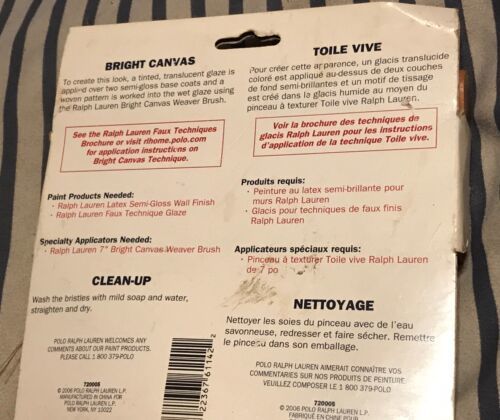 BRIGHT CANVAS
To create this look, a tinted, translucent glaze is
applied over two semi-gloss base coats and a
woven pattern is worked into the wet glaze using
the Ralph Lauren Bright Canvas Weaver Brush.
See the Ralph Lauren Faux Techniques
Brochure or visit rlhome.polo.com
for application instructions on
Bright Canvas Technique.
Paint Products Needed:
· Ralph Lauren Latex Semi-Gloss Wall Finish
· Ralph Lauren Faux Technique Glaze
Specialty Applicators Needed:
· Ralph Lauren 7" Bright Canvas Weaver Brush
CLEAN-UP
Wash the bristles with mild soap and water,
straighten and dry.
POLO RALPH LAUREN WELCOMES ANY
COMMENTS ABOUT OUR PAINT PRODUCTS.
PLEASE CALL 1 800 379-POLO
720005
© 2006 POLO RALPH LAUREN L.P.
MANUFACTURED IN CHINA FOR
POLO RALPH LAUREN L.P.
NEW YORK, NY 10022
22367 61142 2
TOILE VIVE
Pour créer cette apparence, un glacis translucide
coloré est appliqué au-dessus de deux couches
de fond semi-brillantes et un motif de tissage
est créé dans la glacis humide au moyen du
pinceau à texturer Toile vive Ralph Lauren.
Voir la brochure des techniques de
glacis Ralph Lauren pour les instructions
d'application de la technique Toile vive.
Produits requis:
· Peinture au latex semi-brillante pour
murs Ralph Lauren
· Glacis pour techniques de faux finis
Ralph Lauren
Applicateurs spéciaux requis:
· Pinceau à texturer Toile vive Ralph Lauren
de 7 po
NETTOYAGE
Nettoyer les soies du pinceau avec de l'eau
savonneuse, redresser et faire sécher. Remettre
le pinceau dans son emballage.
POLO RALPH LAUREN AIMERAIT CONNAÎTRE VOS
COMMENTAIRES SUR NOS PRODUITS DE PEINTURE
VEUILLEZ COMPOSER LE 1 800 379-POLO
720005
© 2006 POLO RALPH LAUREN L.P.
FABRIQUÉ EN CHINE POUR